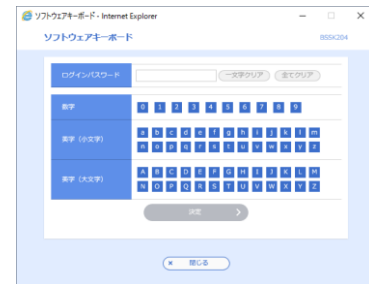 ソフトウェアキーボード - Internet Explorer
ソフトウェアキーボード BSSK204
ログインパスワード 一文字クリア 全てクリア
数字 0 1 2 3 4 5 6 7 8 9
英字（小文字） a b c d e f g h i j k l m
n o p q r s t u v w x y z
英字（大文字） A B C D E F G H I J K L M
N O P Q R S T U V W X Y Z
決定
× 閉じる